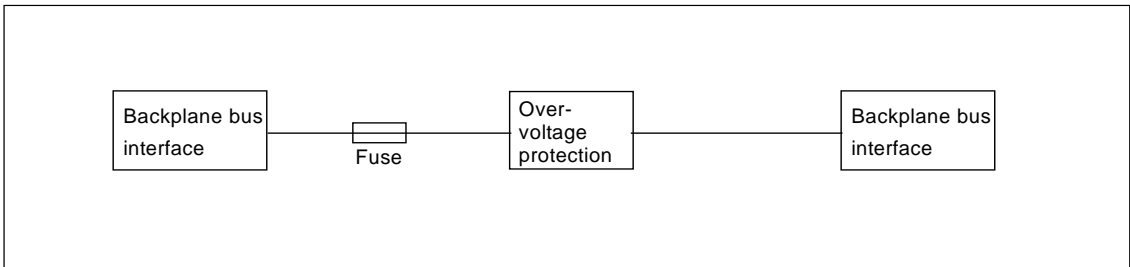 Backplane bus
interface
Fuse
Over-
voltage
protection
Backplane bus
interface